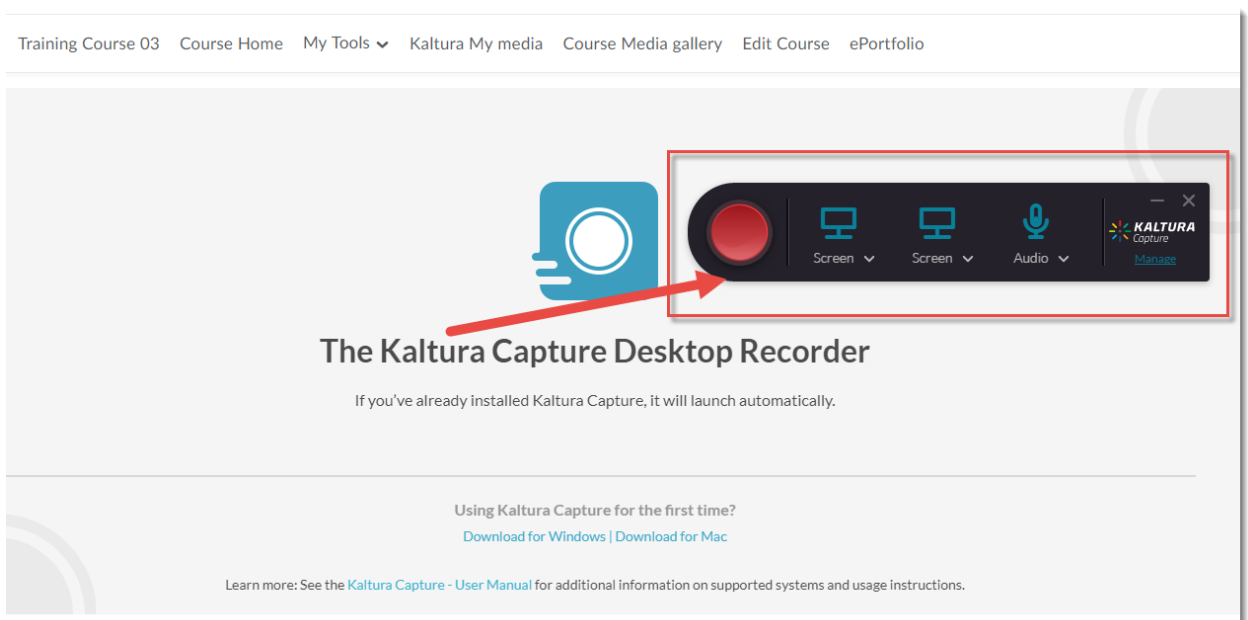 Training Course 03 Course Home My Tools Kaltura My media Course Media gallery Edit Course ePortfolio
Screen Screen Audio
KALTURA
Capture
Manage
The Kaltura Capture Desktop Recorder
If you've already installed Kaltura Capture, it will launch automatically.
Using Kaltura Capture for the first time?
Download for Windows | Download for Mac
Learn more: See the Kaltura Capture - User Manual for additional information on supported systems and usage instructions.